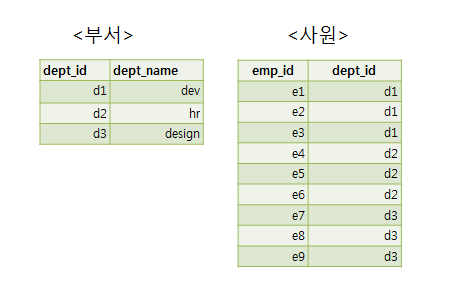 <부서>
dept_id dept_name
d1 dev
d2 hr
d3 design
<사원>
emp_id dept_id
e1 d1
e2 d1
e3 d1
e4 d2
e5 d2
e6 d2
e7 d3
e8 d3
e9 d3